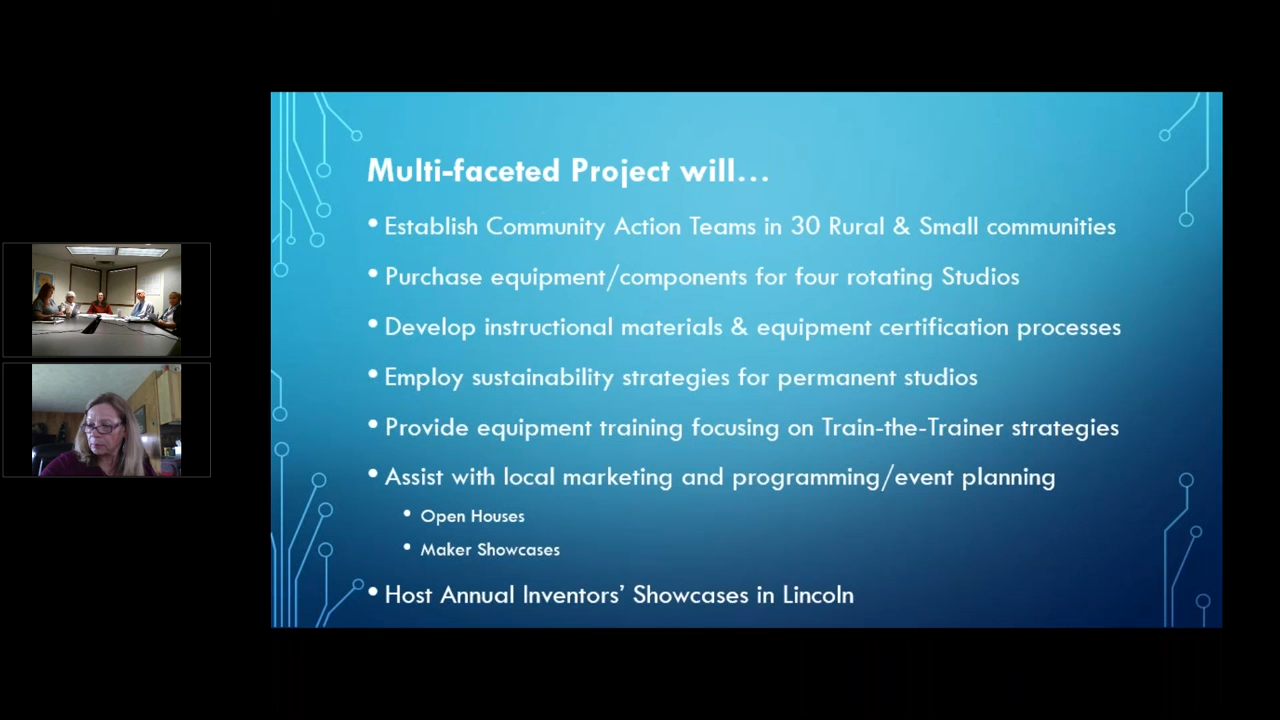 Multi-faceted Project will...
• Establish Community Action Teams in 30 Rural & Small communities
• Purchase equipment/components for four rotating Studios
• Develop instructional materials & equipment certification processes
• Employ sustainability strategies for permanent studios
• Provide equipment training focusing on Train-the-Trainer strategies
• Assist with local marketing and programming/event planning
• Open Houses
• Maker Showcases
• Host Annual Inventors’ Showcases in Lincoln